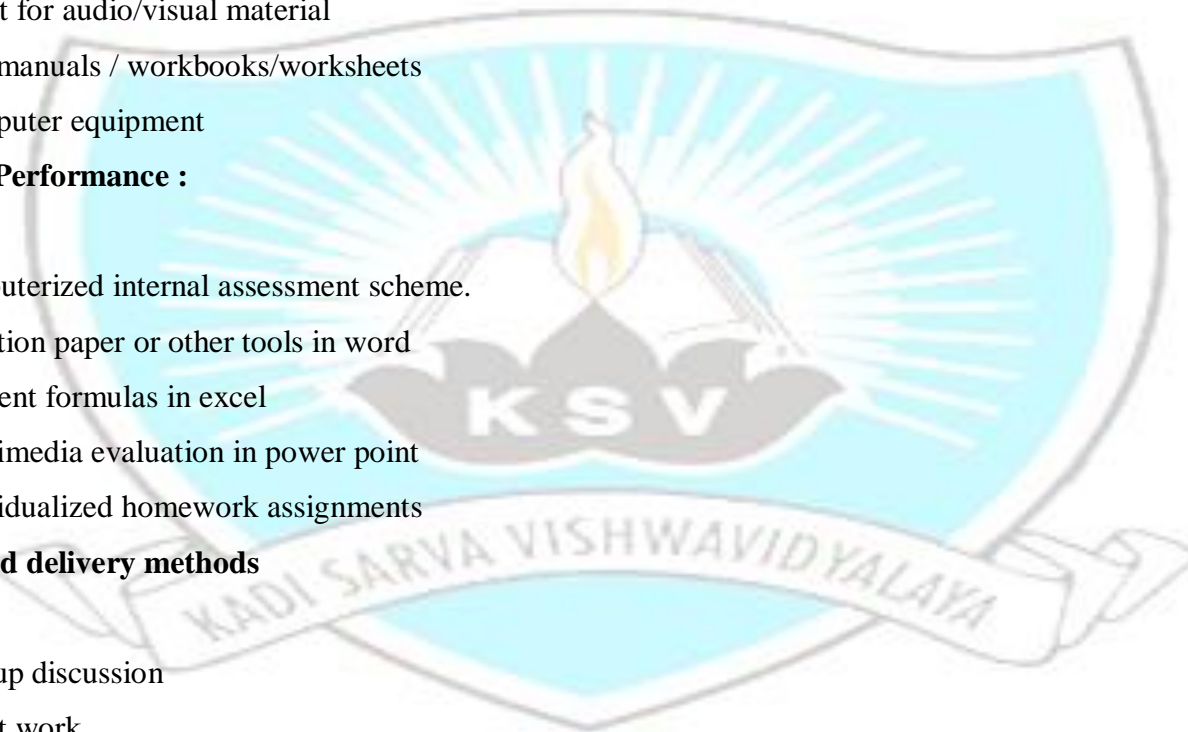 t for audio/visual material
manuals / workbooks/worksheets
puter equipment
Performance :
uterized internal assessment scheme.
tion paper or other tools in word
ent formulas in excel
imedia evaluation in power point
idualized homework assignments
d delivery methods
up discussion
t work
KSV
KADI SARVA VISHWAVIDYALAYA